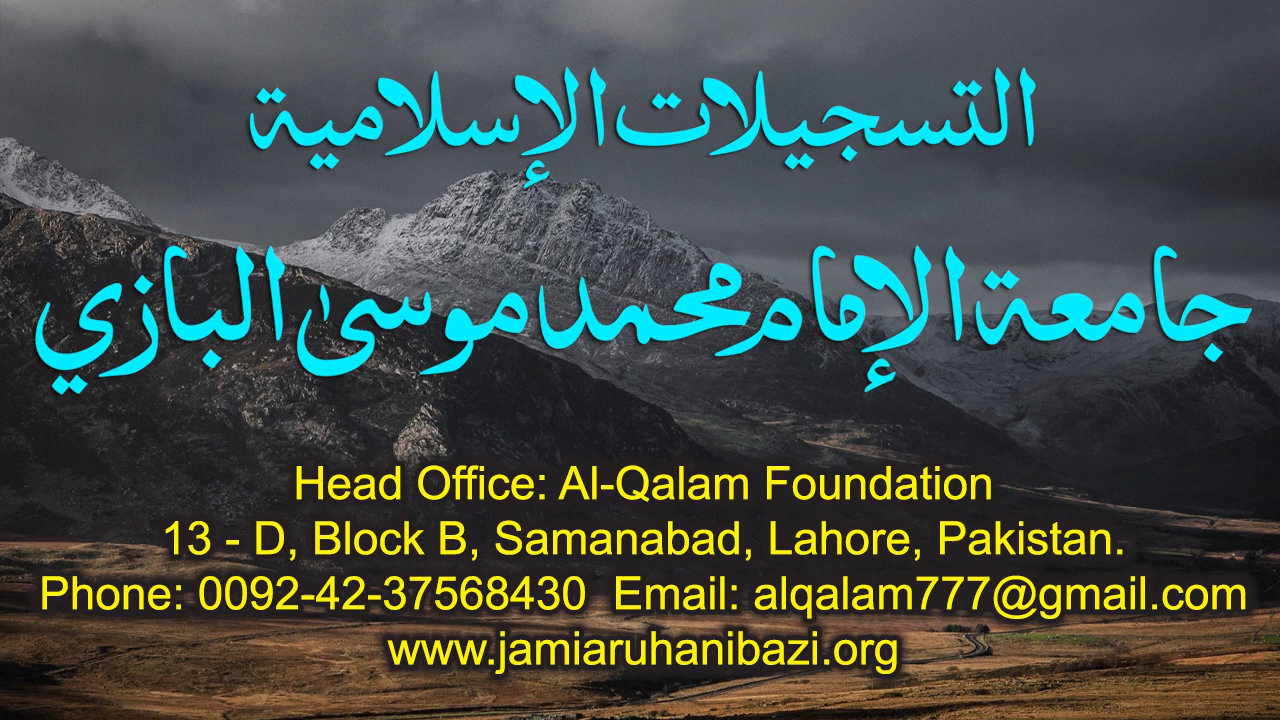 التسجيلات الإسلامية
جامعة الإمام محمد موسىٰ البازي
Head Office: Al-Qalam Foundation
13 - D, Block B, Samanabad, Lahore, Pakistan.
Phone: 0092-42-37568430 Email: alqalam777@gmail.com
www.jamiaruhanibazi.org